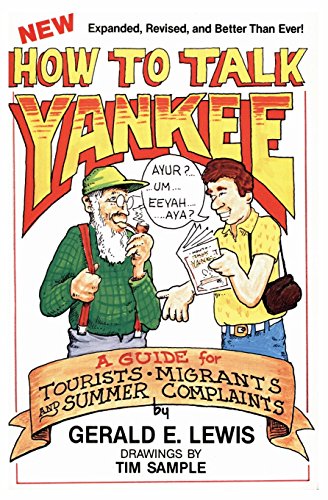 NEW
Expanded, Revised, and Better Than Ever!
HOW TO TALK
YANKEE
AYUR?..
...UM....
EEYAH....
....AYA?
YANKEE
A GUIDE for
TOURISTS • MIGRANTS
AND SUMMER COMPLAINTS
by
GERALD E. LEWIS
DRAWINGS BY
TIM SAMPLE